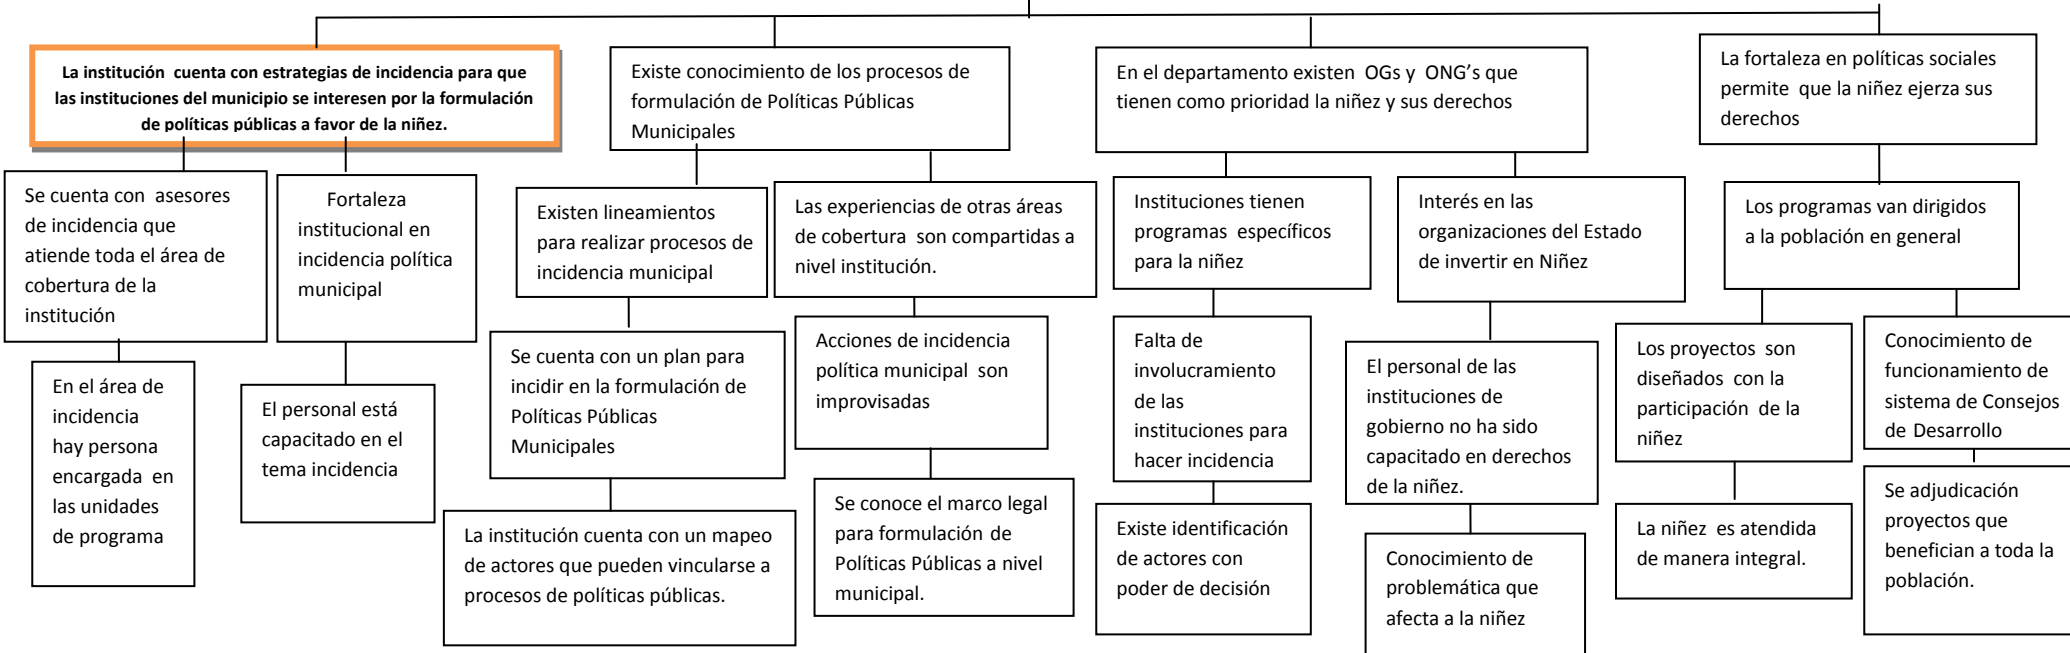 La institución cuenta con estrategias de incidencia para que
las instituciones del municipio se interesen por la formulación
de políticas públicas a favor de la niñez.
Existe conocimiento de los procesos de
formulación de Políticas Públicas
Municipales
En el departamento existen OGs y ONG's que
tienen como prioridad la niñez y sus derechos
La fortaleza en políticas sociales
permite que la niñez ejerza sus
derechos
Se cuenta con asesores
de incidencia que
atiende toda el área de
cobertura de la
institución
Fortaleza
institucional en
incidencia política
municipal
Existen lineamientos
para realizar procesos de
incidencia municipal
Las experiencias de otras áreas
de cobertura son compartidas a
nivel institución.
Instituciones tienen
programas específicos
para la niñez
Interés en las
organizaciones del Estado
de invertir en Niñez
Los programas van dirigidos
a la población en general
En el área de
incidencia
hay persona
encargada en
las unidades
de programa
El personal está
capacitado en el
tema incidencia
Se cuenta con un plan para
incidir en la formulación de
Políticas Públicas
Municipales
Acciones de incidencia
política municipal son
improvisadas
Falta de
involucramiento
de las
instituciones para
hacer incidencia
El personal de las
instituciones de
gobierno no ha sido
capacitado en derechos
de la niñez.
Los proyectos son
diseñados con la
participación de la
niñez
Conocimiento de
funcionamiento de
sistema de Consejos
de Desarrollo
La institución cuenta con un mapeo
de actores que pueden vincularse a
procesos de políticas públicas.
Se conoce el marco legal
para formulación de
Políticas Públicas a nivel
municipal.
Existe identificación
de actores con
poder de decisión
Conocimiento de
problemática que
afecta a la niñez
La niñez es atendida
de manera integral.
Se adjudicación
proyectos que
benefician a toda la
población.